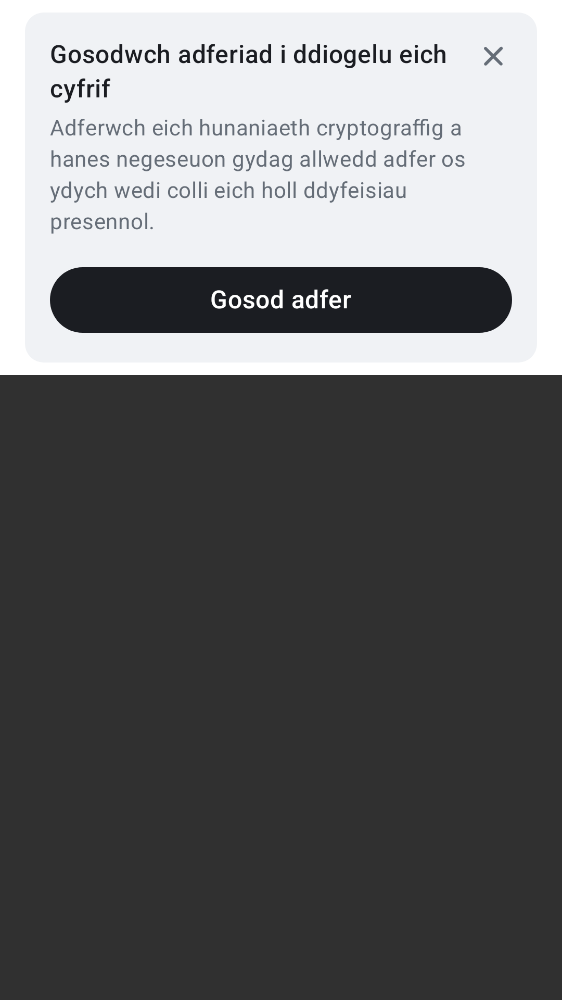 Gosodwch adferiad i ddiogelu eich
cyfrif
Adferwch eich hunaniaeth cryptograffig a
hanes negeseuon gydag allwedd adfer os
ydych wedi colli eich holl ddyfeisiau
presennol.
Gosod adfer